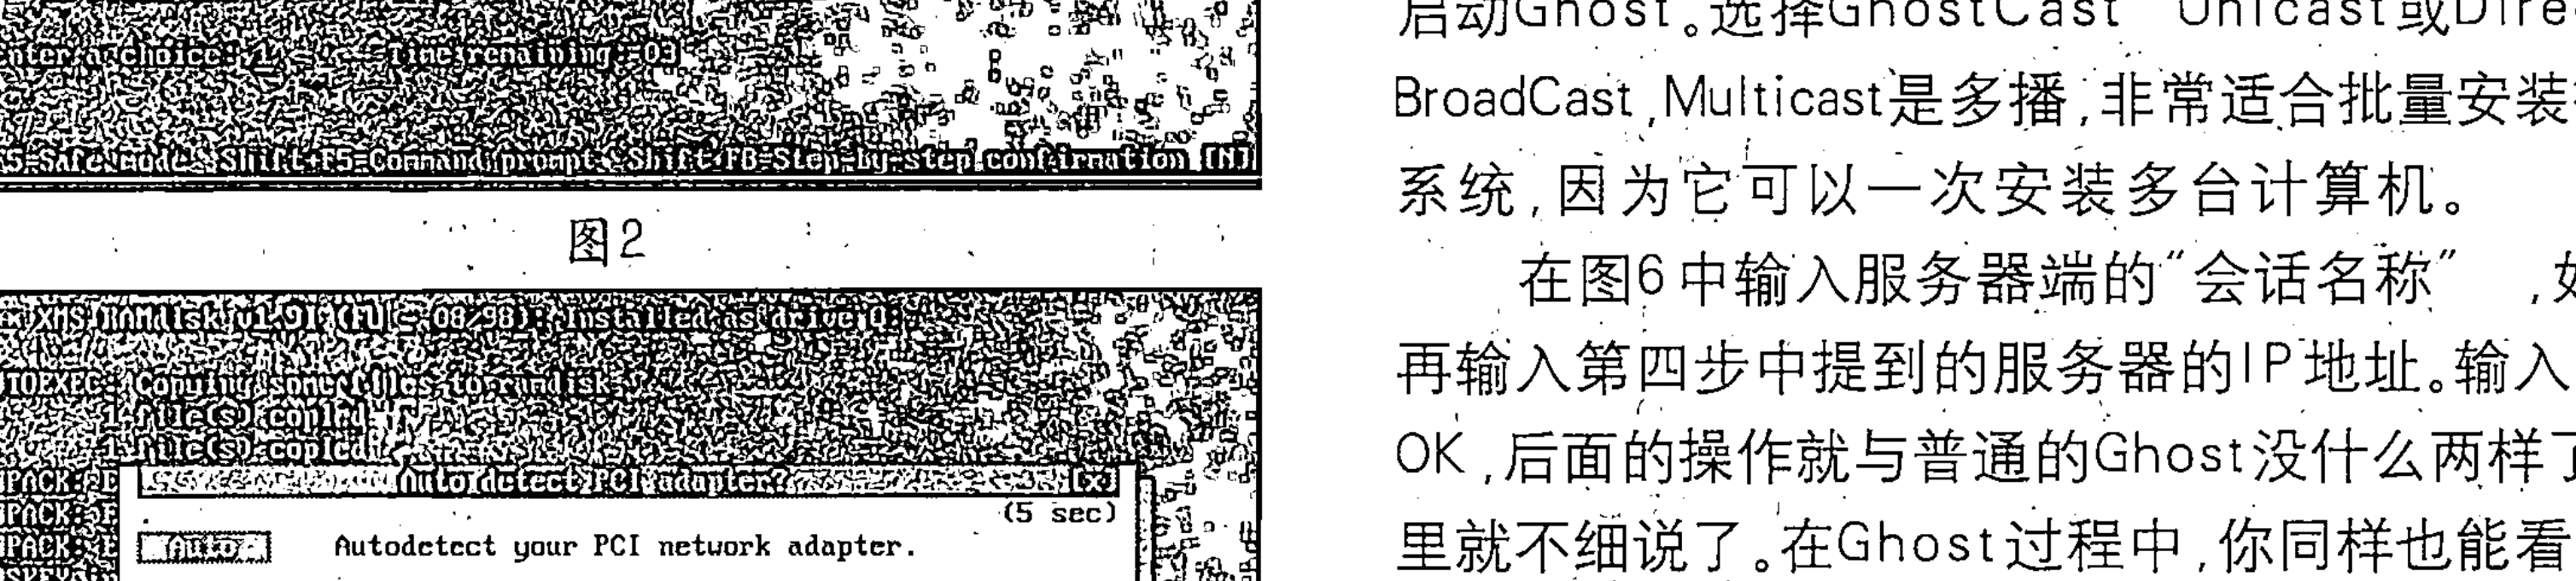 Enter a choice: 1 Time remaining: 03
F5=Safe mode Shift+F5=Command prompt Shift+F8=Step-by-step confirmation [N]
图2
XMS RAMdisk v1.9I (FU - 08/98): Installed as drive Q:
AUTOEXEC: Copying some files to ramdisk
1 file(s) copied
1 file(s) copied
Autodetect PCI adapter? [x]
(5 sec)
Auto Autodetect your PCI network adapter.
启动Ghost。选择GhostCast Unicast或Dire
BroadCast,Multicast是多播,非常适合批量安装
系统,因为它可以一次安装多台计算机。
在图6中输入服务器端的"会话名称" ,如
再输入第四步中提到的服务器的IP地址。输入
OK,后面的操作就与普通的Ghost没什么两样了
里就不细说了。在Ghost过程中,你同样也能看